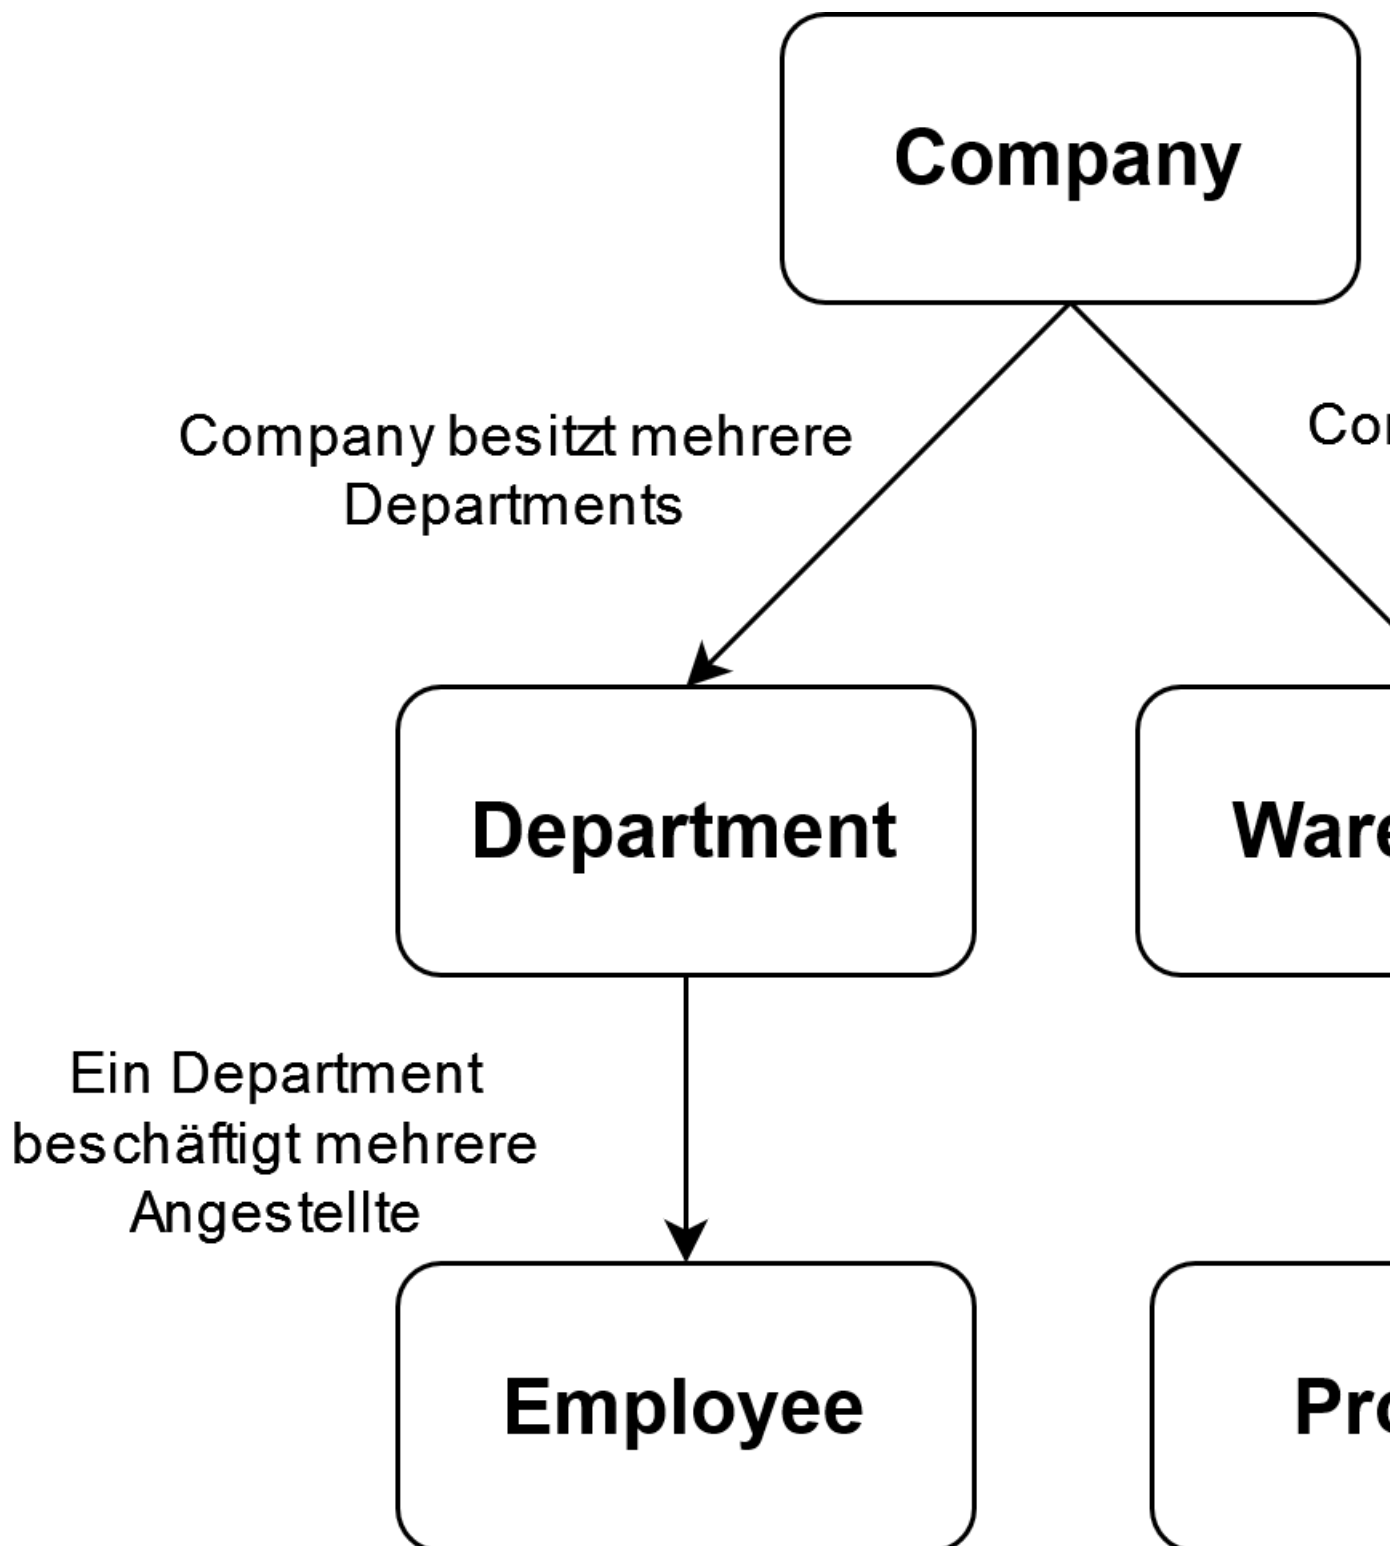 Company
Company besitzt mehrere
Departments
Department
Ein Department
beschäftigt mehrere
Angestellte
Employee